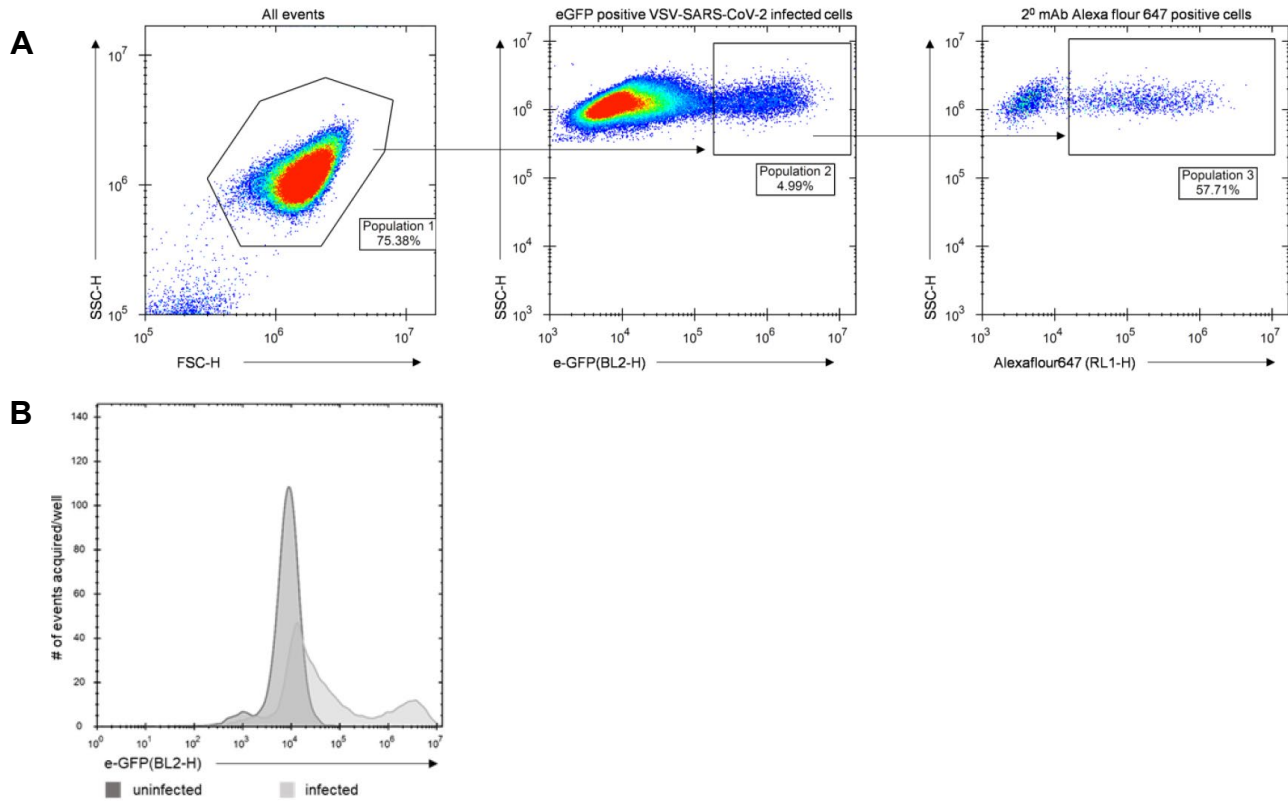 A
All events
eGFP positive VSV-SARS-CoV-2 infected cells
2⁰ mAb Alexa flour 647 positive cells
SSC-H
10⁷
10⁶
10⁵
Population 1
75.38%
10⁵
10⁶
10⁷
FSC-H
SSC-H
10⁷
10⁶
10⁵
10⁴
10³
Population 2
4.99%
10³
10⁴
10⁵
10⁶
10⁷
e-GFP(BL2-H)
SSC-H
10⁷
10⁶
10⁵
10⁴
10³
Population 3
57.71%
10³
10⁴
10⁵
10⁶
10⁷
Alexaflour647 (RL1-H)
B
# of events acquired/well
140
120
100
80
60
40
20
0
10⁰
10¹
10²
10³
10⁴
10⁵
10⁶
10⁷
e-GFP(BL2-H)
uninfected
infected